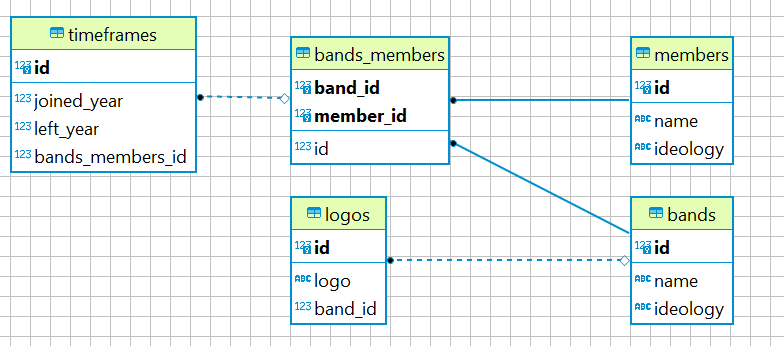 timeframes
123 id
123 joined_year
123 left_year
123 bands_members_id
bands_members
123 band_id
123 member_id
123 id
members
123 id
ABC name
ABC ideology
logos
123 id
ABC logo
123 band_id
bands
123 id
ABC name
ABC ideology